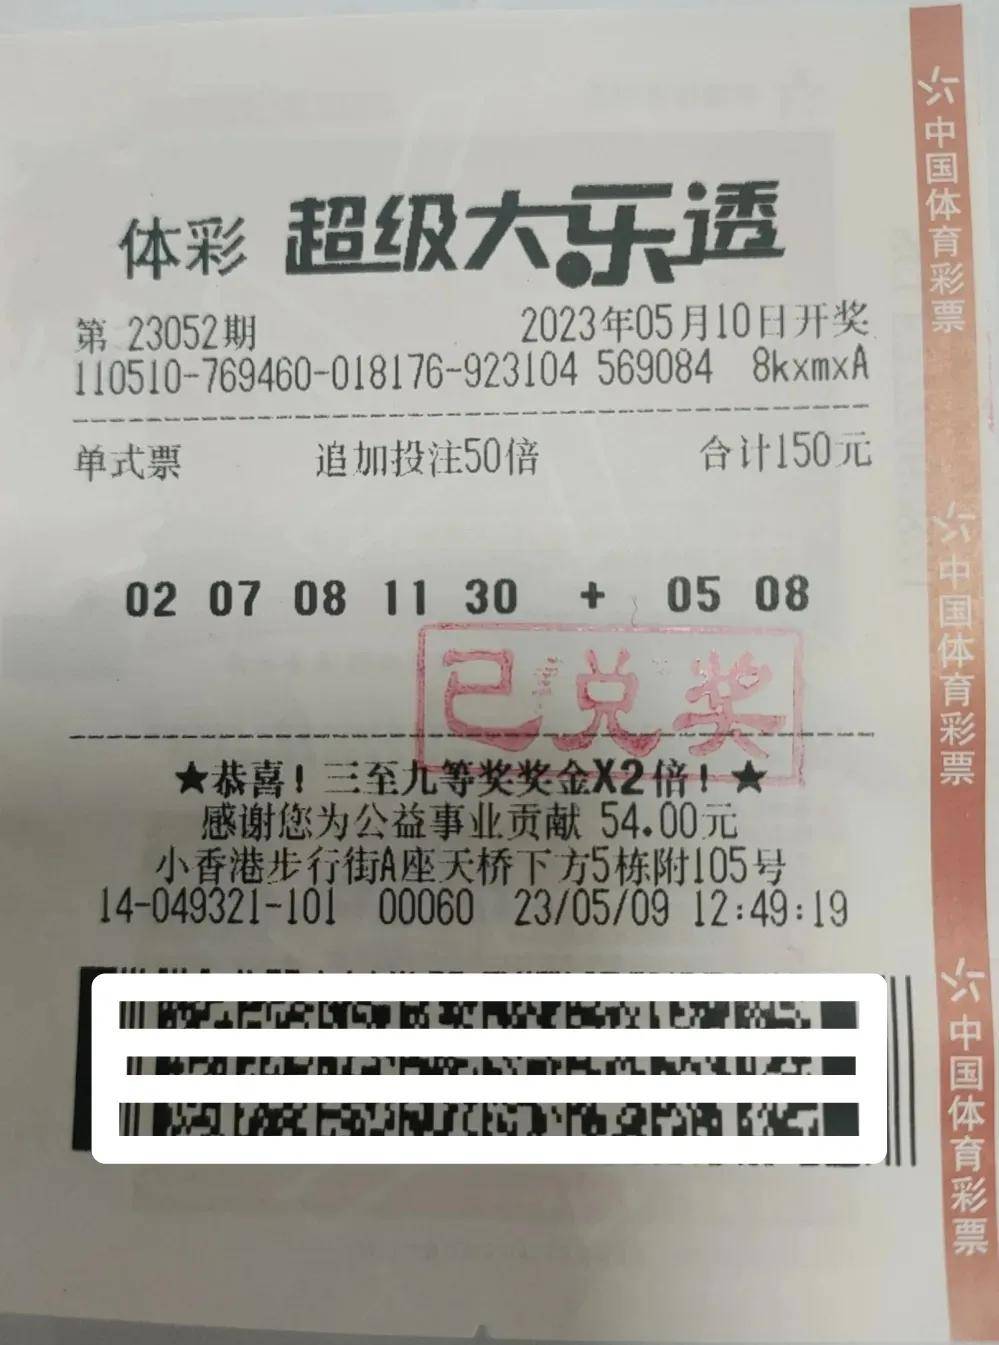 体彩 超级大乐透
第 23052期 2023年05月10日开奖
110510-769460-018176-923104 569084 8kxmxA
单式票 追加投注50倍 合计150元
02 07 08 11 30 + 05 08
已兑奖
★恭喜！三至九等奖奖金X2倍！★
感谢您为公益事业贡献 54.00元
小香港步行街A座天桥下方5栋附105号
14-049321-101 00060 23/05/09 12:49:19
中国体育彩票
中国体育彩票
中国体育彩票